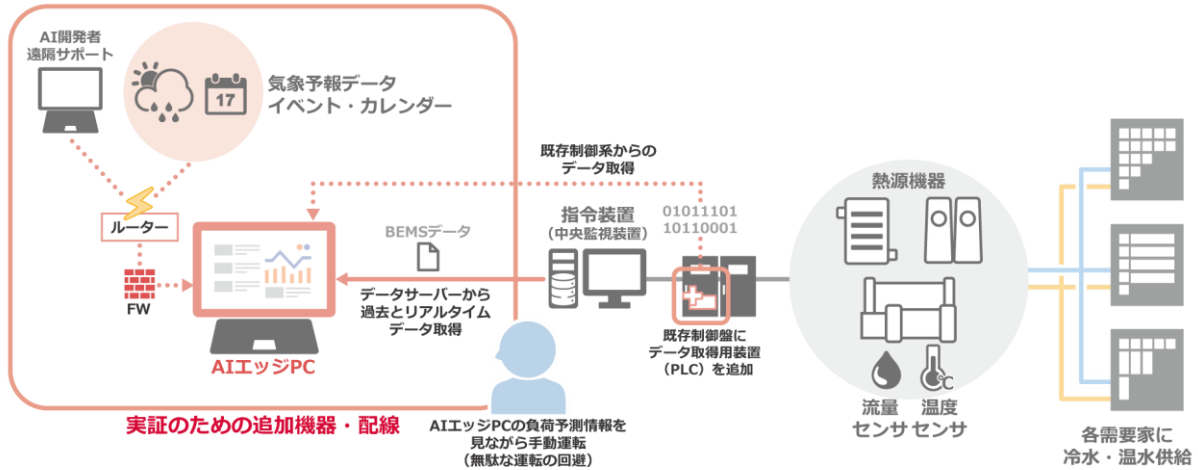 AI開発者
遠隔サポート
17
気象予報データ
イベント・カレンダー
ルーター
FW
AIエッジPC
BEMSデータ
データサーバーから
過去とリアルタイム
データ取得
既存制御系からの
データ取得
指令装置
（中央監視装置）
01011101
10110001
既存制御盤に
データ取得用装置
（PLC）を追加
熱源機器
℃
流量
センサ
温度
センサ
各需要家に
冷水・温水供給
実証のための追加機器・配線
AIエッジPCの負荷予測情報を
見ながら手動運転
（無駄な運転の回避）